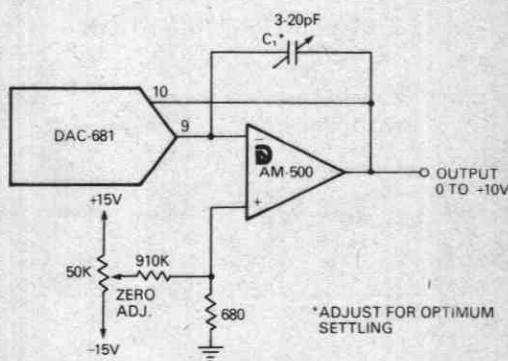 3-20pF
C₁*
10
DAC-681
9
−
AM-500
+
OUTPUT
0 TO +10V
+15V
50K
910K
ZERO
ADJ.
680
-15V
*ADJUST FOR OPTIMUM
SETTLING